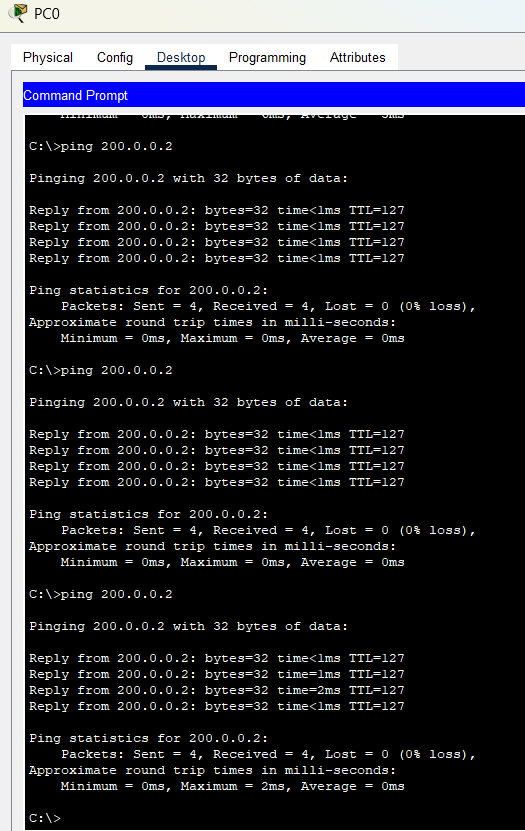 PC0
Physical Config Desktop Programming Attributes
Command Prompt
Minimum = 0ms, Maximum = 6ms, Average = 3ms
C:\>ping 200.0.0.2
Pinging 200.0.0.2 with 32 bytes of data:
Reply from 200.0.0.2: bytes=32 time<1ms TTL=127
Reply from 200.0.0.2: bytes=32 time<1ms TTL=127
Reply from 200.0.0.2: bytes=32 time<1ms TTL=127
Reply from 200.0.0.2: bytes=32 time<1ms TTL=127
Ping statistics for 200.0.0.2:
Packets: Sent = 4, Received = 4, Lost = 0 (0% loss),
Approximate round trip times in milli-seconds:
Minimum = 0ms, Maximum = 0ms, Average = 0ms
C:\>ping 200.0.0.2
Pinging 200.0.0.2 with 32 bytes of data:
Reply from 200.0.0.2: bytes=32 time<1ms TTL=127
Reply from 200.0.0.2: bytes=32 time<1ms TTL=127
Reply from 200.0.0.2: bytes=32 time<1ms TTL=127
Reply from 200.0.0.2: bytes=32 time<1ms TTL=127
Ping statistics for 200.0.0.2:
Packets: Sent = 4, Received = 4, Lost = 0 (0% loss),
Approximate round trip times in milli-seconds:
Minimum = 0ms, Maximum = 0ms, Average = 0ms
C:\>ping 200.0.0.2
Pinging 200.0.0.2 with 32 bytes of data:
Reply from 200.0.0.2: bytes=32 time<1ms TTL=127
Reply from 200.0.0.2: bytes=32 time=1ms TTL=127
Reply from 200.0.0.2: bytes=32 time=2ms TTL=127
Reply from 200.0.0.2: bytes=32 time<1ms TTL=127
Ping statistics for 200.0.0.2:
Packets: Sent = 4, Received = 4, Lost = 0 (0% loss),
Approximate round trip times in milli-seconds:
Minimum = 0ms, Maximum = 2ms, Average = 0ms
C:\>